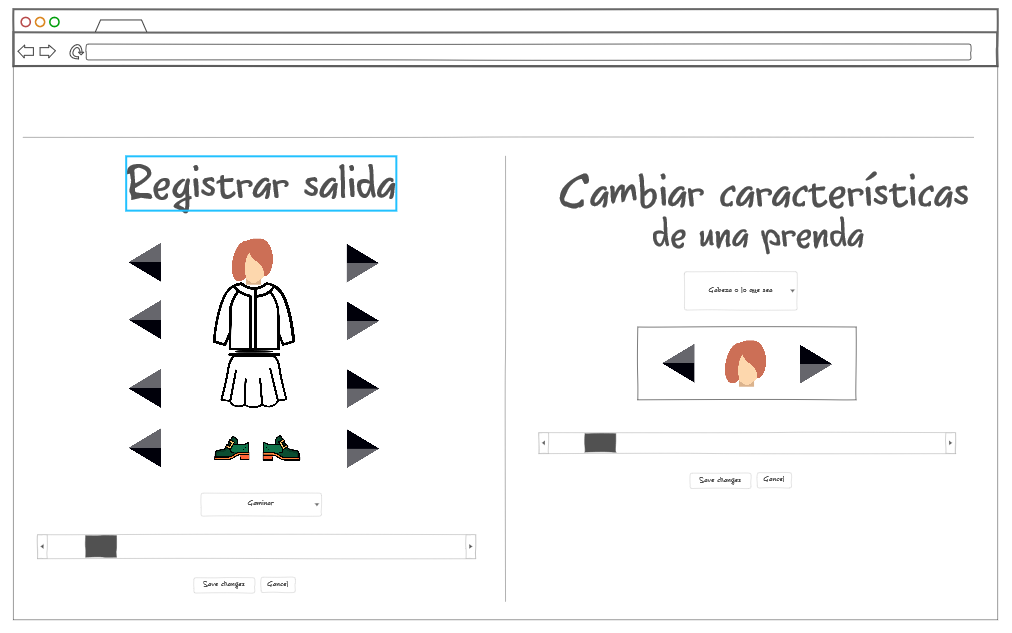 Registrar salida
Caminar
Save changes
Cancel
Cambiar características
de una prenda
Cabeza o lo que sea
Save changes
Cancel